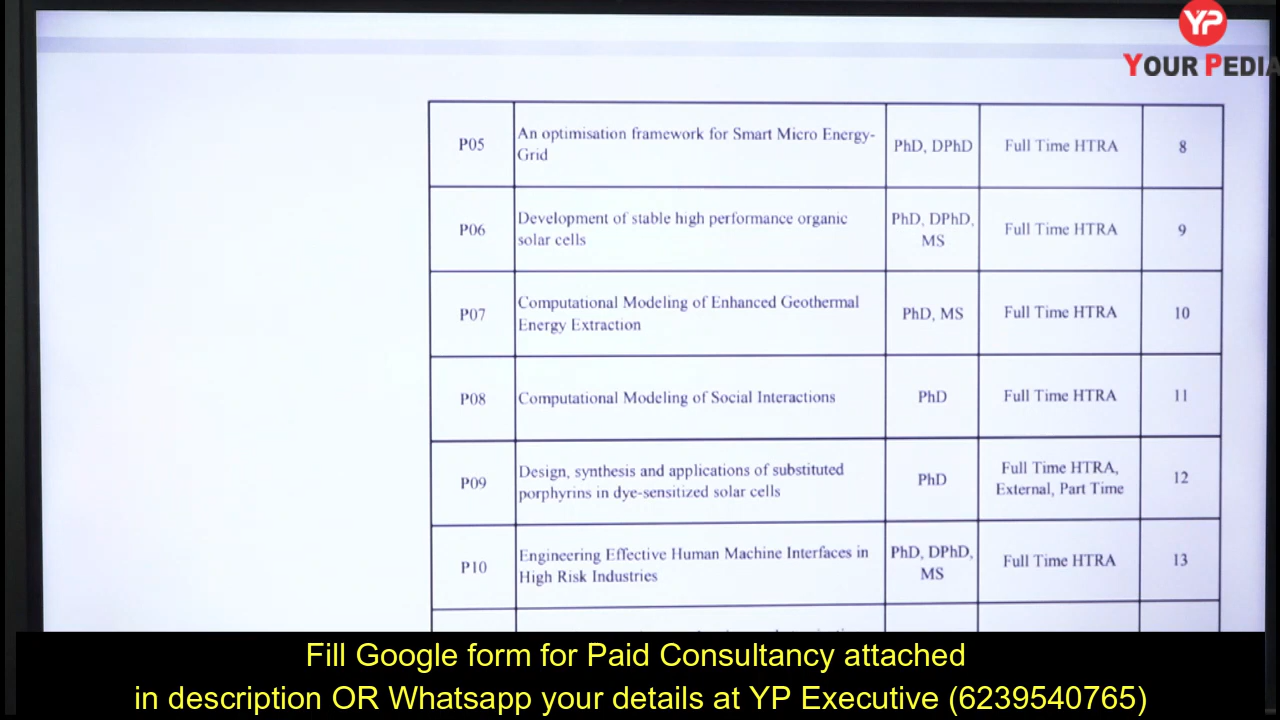 YP
YOUR PEDIA
P05
An optimisation framework for Smart Micro Energy-
Grid
PhD, DPhD
Full Time HTRA
8
P06
Development of stable high performance organic
solar cells
PhD, DPhD,
MS
Full Time HTRA
9
P07
Computational Modeling of Enhanced Geothermal
Energy Extraction
PhD, MS
Full Time HTRA
10
P08
Computational Modeling of Social Interactions
PhD
Full Time HTRA
11
P09
Design, synthesis and applications of substituted
porphyrins in dye-sensitized solar cells
PhD
Full Time HTRA,
External, Part Time
12
P10
Engineering Effective Human Machine Interfaces in
High Risk Industries
PhD, DPhD,
MS
Full Time HTRA
13
Fill Google form for Paid Consultancy attached
in description OR Whatsapp your details at YP Executive (6239540765)